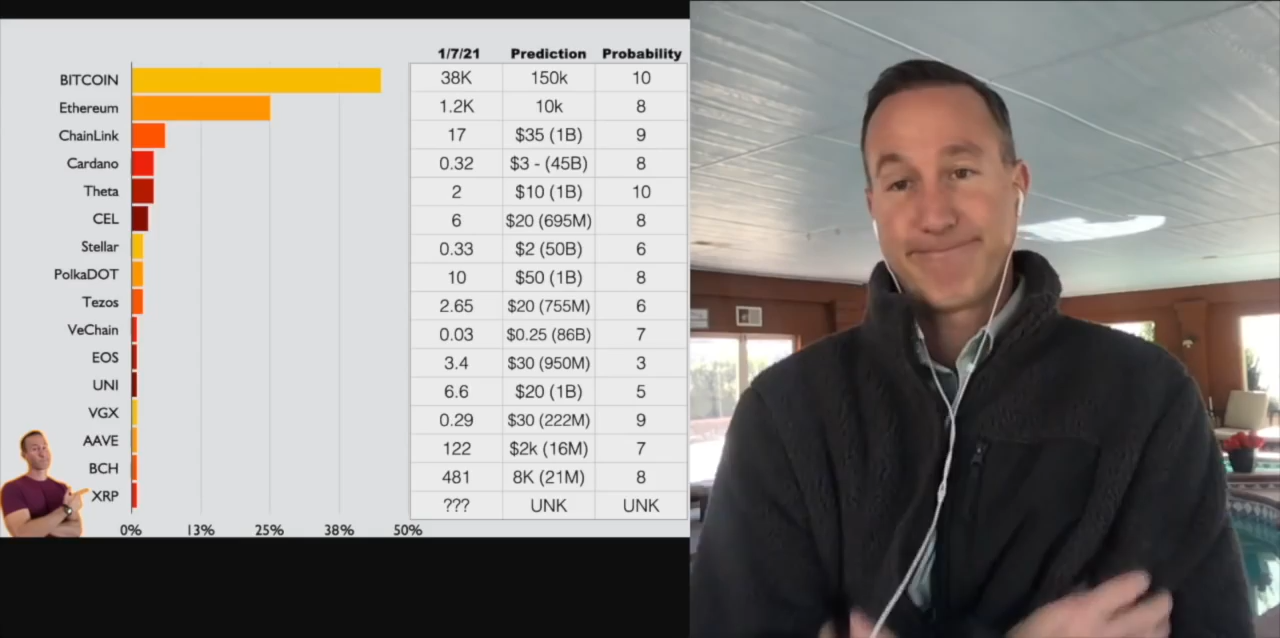 1/7/21 Prediction Probability
BITCOIN 38K 150k 10
Ethereum 1.2K 10k 8
ChainLink 17 $35 (1B) 9
Cardano 0.32 $3 - (45B) 8
Theta 2 $10 (1B) 10
CEL 6 $20 (695M) 8
Stellar 0.33 $2 (50B) 6
PolkaDOT 10 $50 (1B) 8
Tezos 2.65 $20 (755M) 6
VeChain 0.03 $0.25 (86B) 7
EOS 3.4 $30 (950M) 3
UNI 6.6 $20 (1B) 5
VGX 0.29 $30 (222M) 9
AAVE 122 $2k (16M) 7
BCH 481 8K (21M) 8
XRP ??? UNK UNK
0% 13% 25% 38% 50%